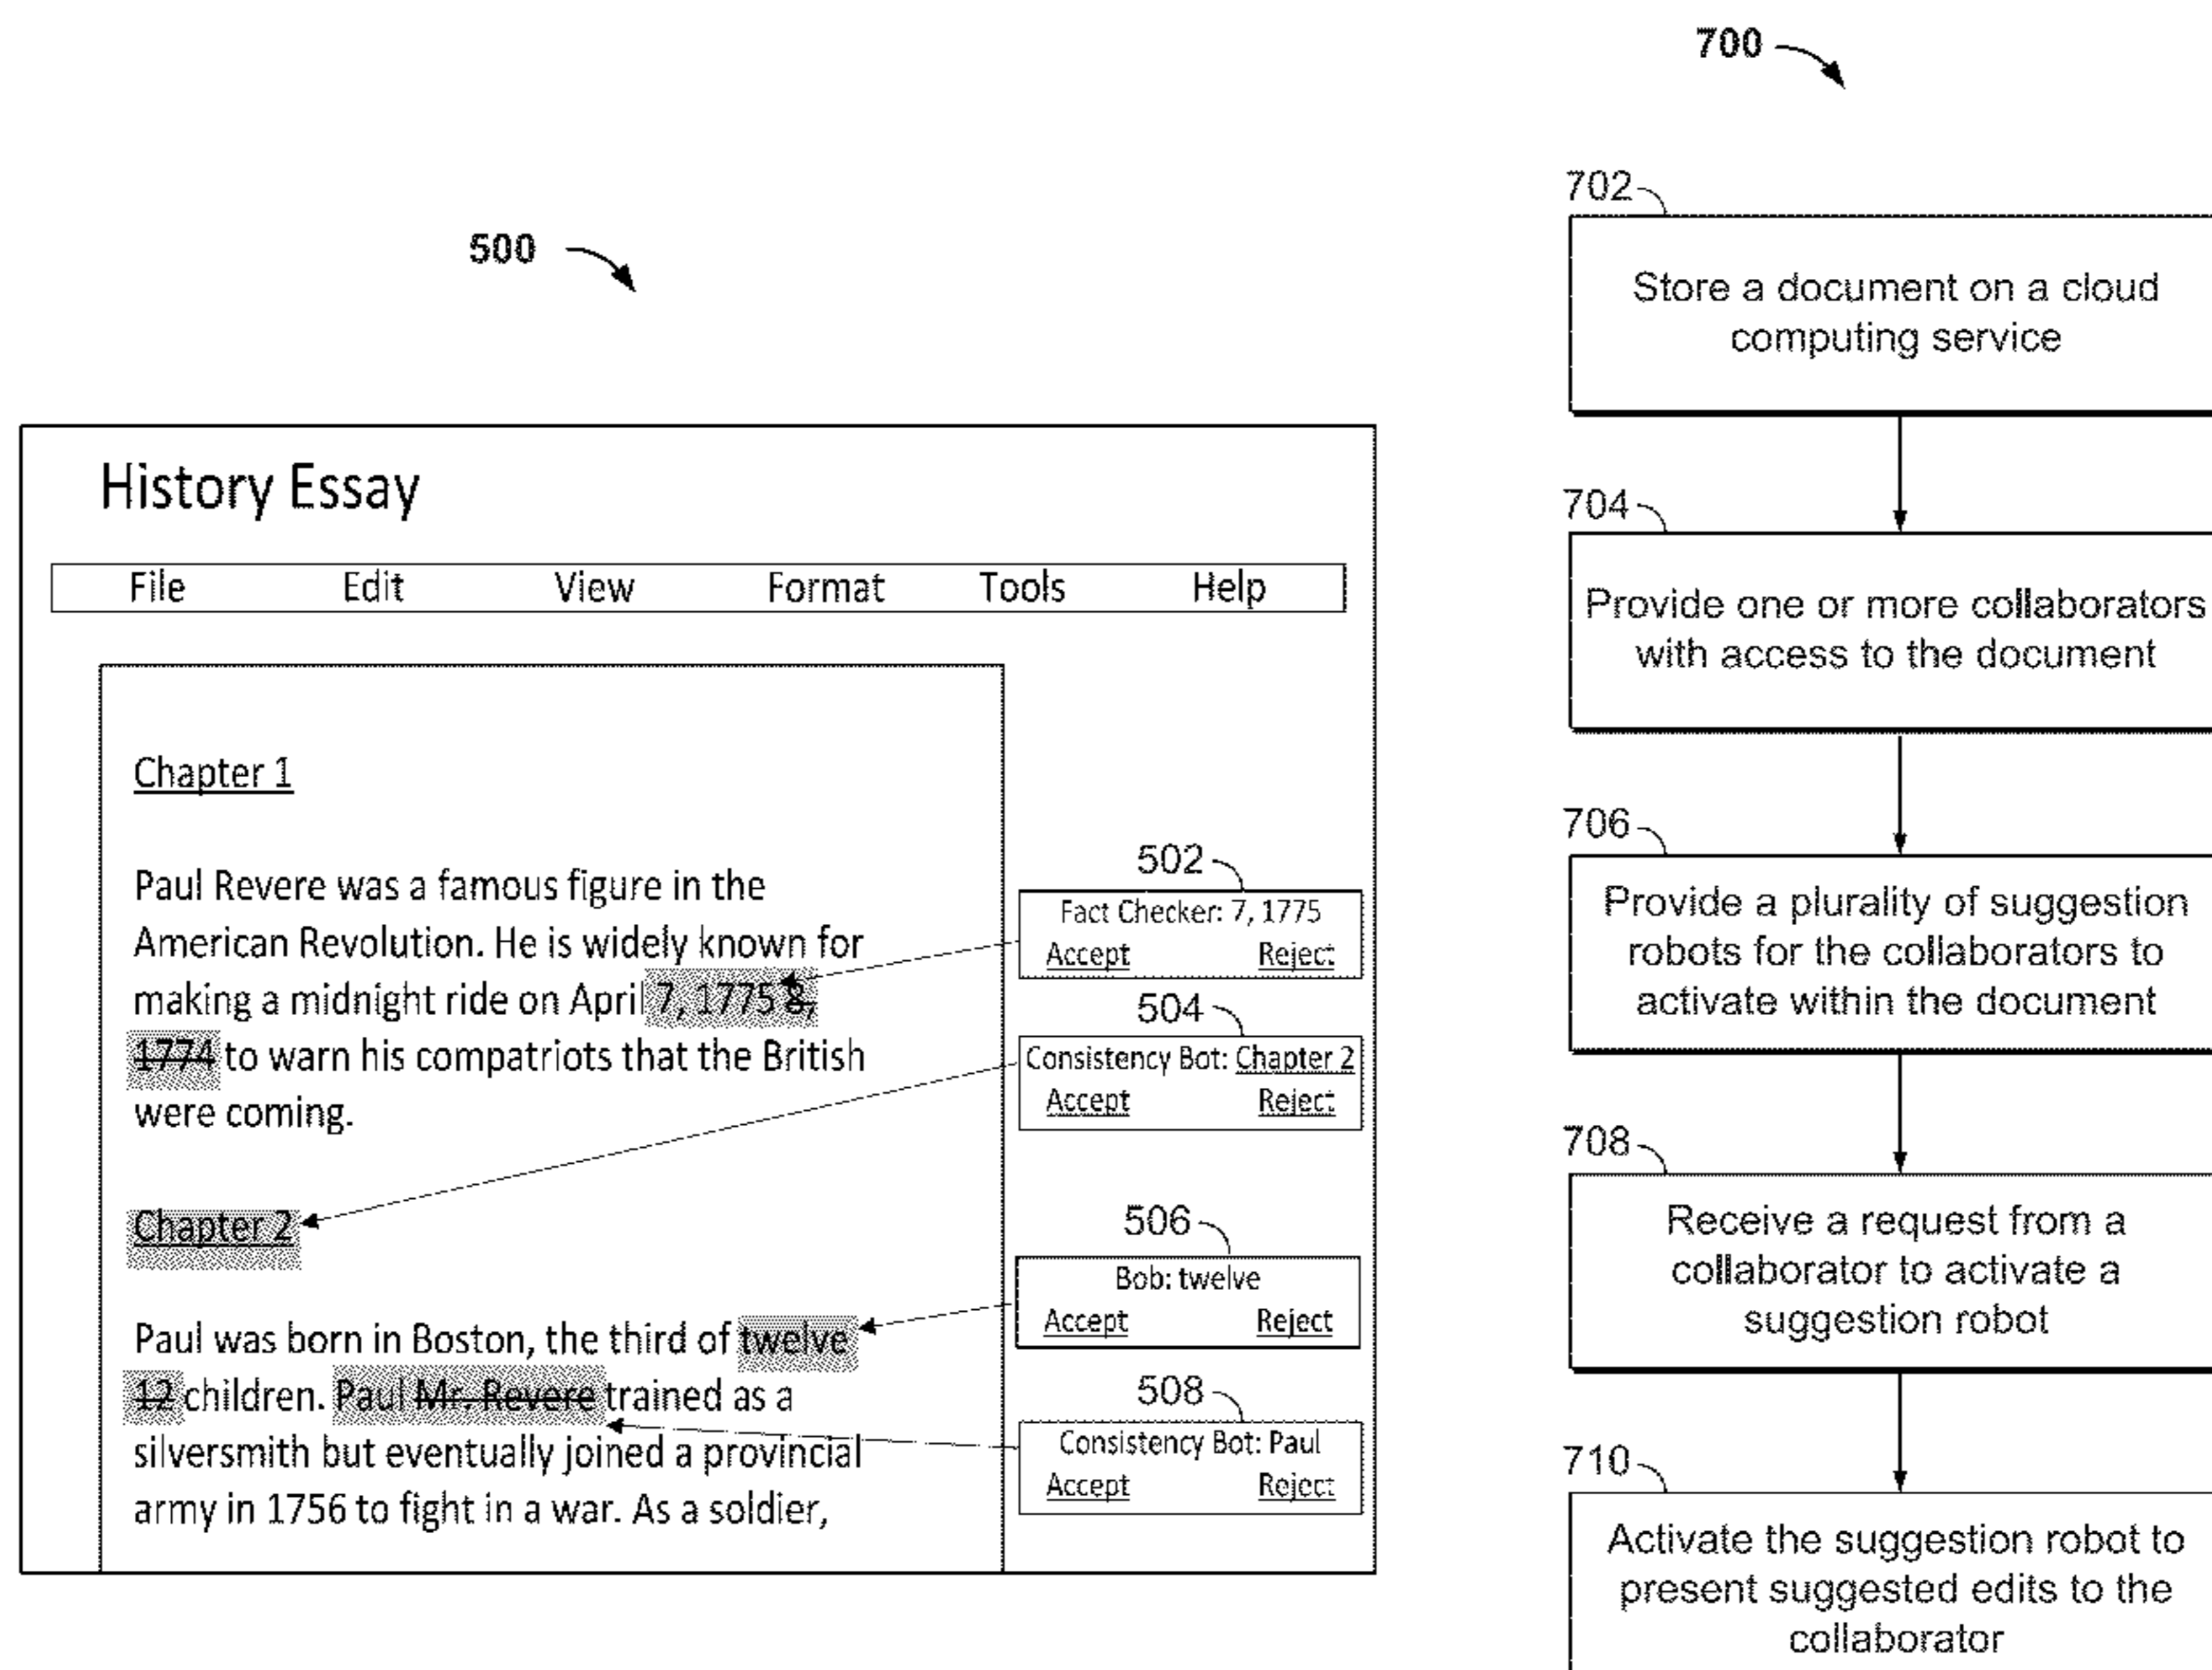 500
History Essay
File Edit View Format Tools Help
Chapter 1
Paul Revere was a famous figure in the
American Revolution. He is widely known for
making a midnight ride on April 7, 1775 8,
1774 to warn his compatriots that the British
were coming.
Chapter 2
Paul was born in Boston, the third of twelve
12 children. Paul Mr. Revere trained as a
silversmith but eventually joined a provincial
army in 1756 to fight in a war. As a soldier,
502
Fact Checker: 7, 1775
Accept Reject
504
Consistency Bot: Chapter 2
Accept Reject
506
Bob: twelve
Accept Reject
508
Consistency Bot: Paul
Accept Reject
700
702
Store a document on a cloud
computing service
704
Provide one or more collaborators
with access to the document
706
Provide a plurality of suggestion
robots for the collaborators to
activate within the document
708
Receive a request from a
collaborator to activate a
suggestion robot
710
Activate the suggestion robot to
present suggested edits to the
collaborator